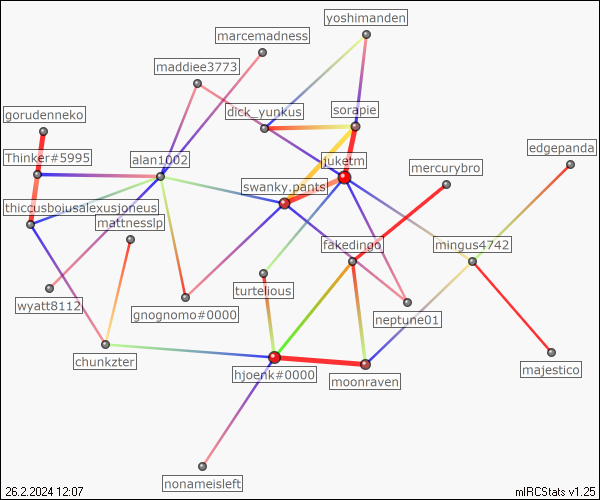 yoshimanden
marcemadness
maddiee3773
gorudenneko
dick_yunkus
sorapie
Thinker#5995
alan1002
juketm
mercurybro
edgepanda
swanky.pants
thiccusboiusalexusjoneus
mattnesslp
fakedingo
mingus4742
wyatt8112
gnognomo#0000
turtelious
neptune01
chunkzter
hjoenk#0000
moonraven
majestico
nonameisleft
26.2.2024 12:07
mIRCStats v1.25